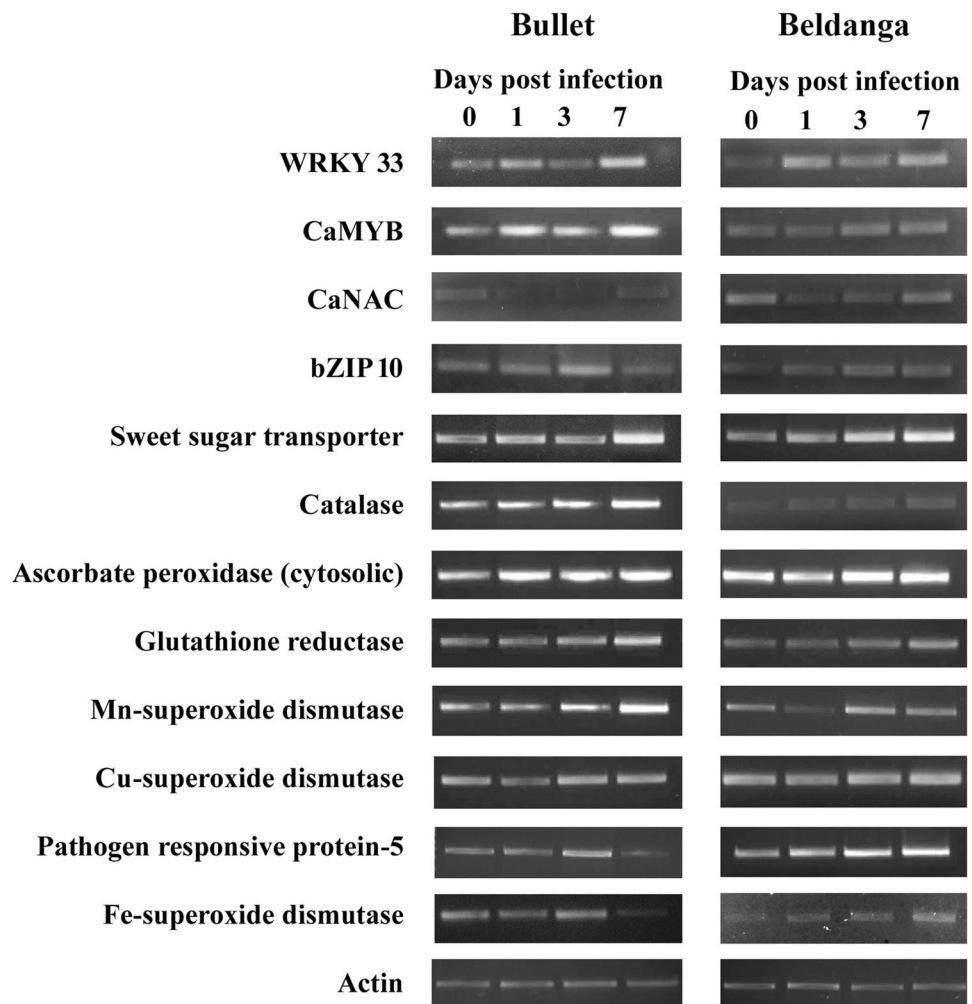 Bullet Beldanga
Days post infection Days post infection
0 1 3 7 0 1 3 7
WRKY 33
CaMYB
CaNAC
bZIP 10
Sweet sugar transporter
Catalase
Ascorbate peroxidase (cytosolic)
Glutathione reductase
Mn-superoxide dismutase
Cu-superoxide dismutase
Pathogen responsive protein-5
Fe-superoxide dismutase
Actin